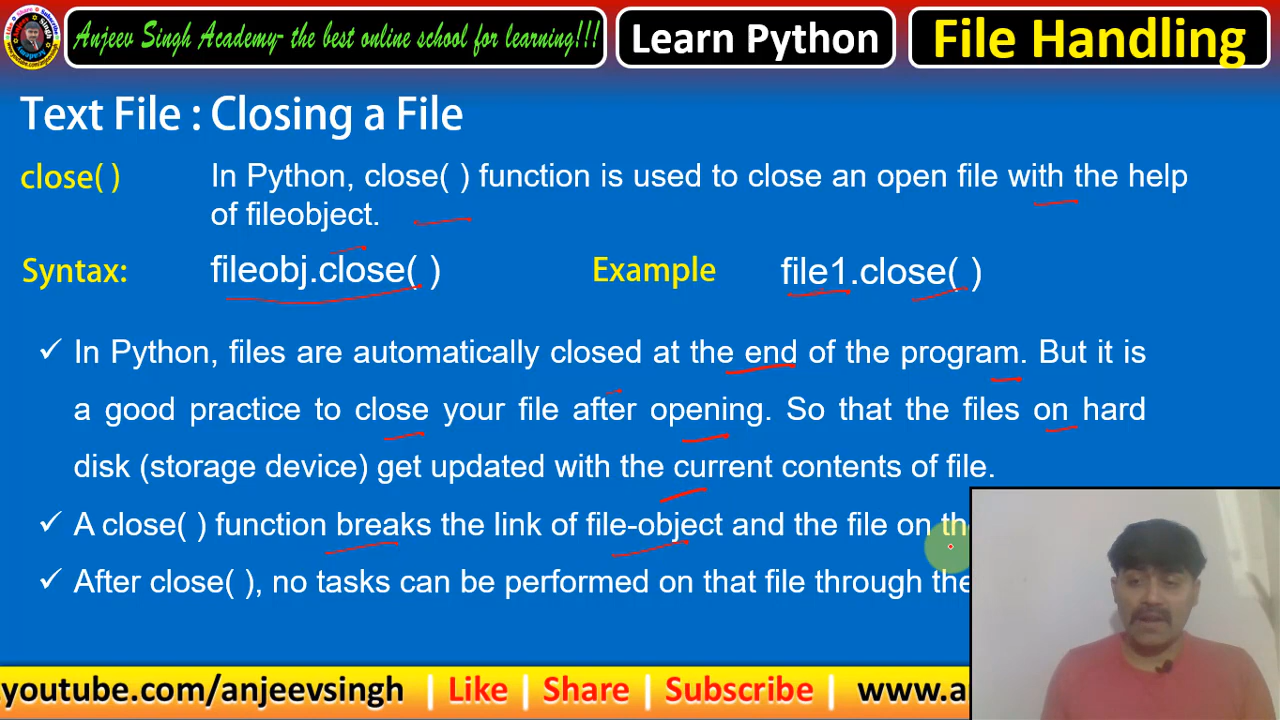 Anjeev Singh Academy- the best online school for learning!!!
Learn Python
File Handling
Text File : Closing a File
close( ) In Python, close( ) function is used to close an open file with the help
of fileobject.
Syntax: fileobj.close( ) Example file1.close( )
✓ In Python, files are automatically closed at the end of the program. But it is
a good practice to close your file after opening. So that the files on hard
disk (storage device) get updated with the current contents of file.
✓ A close( ) function breaks the link of file-object and the file on
✓ After close( ), no tasks can be performed on that file through the
youtube.com/anjeevsingh | Like | Share | Subscribe | www.a